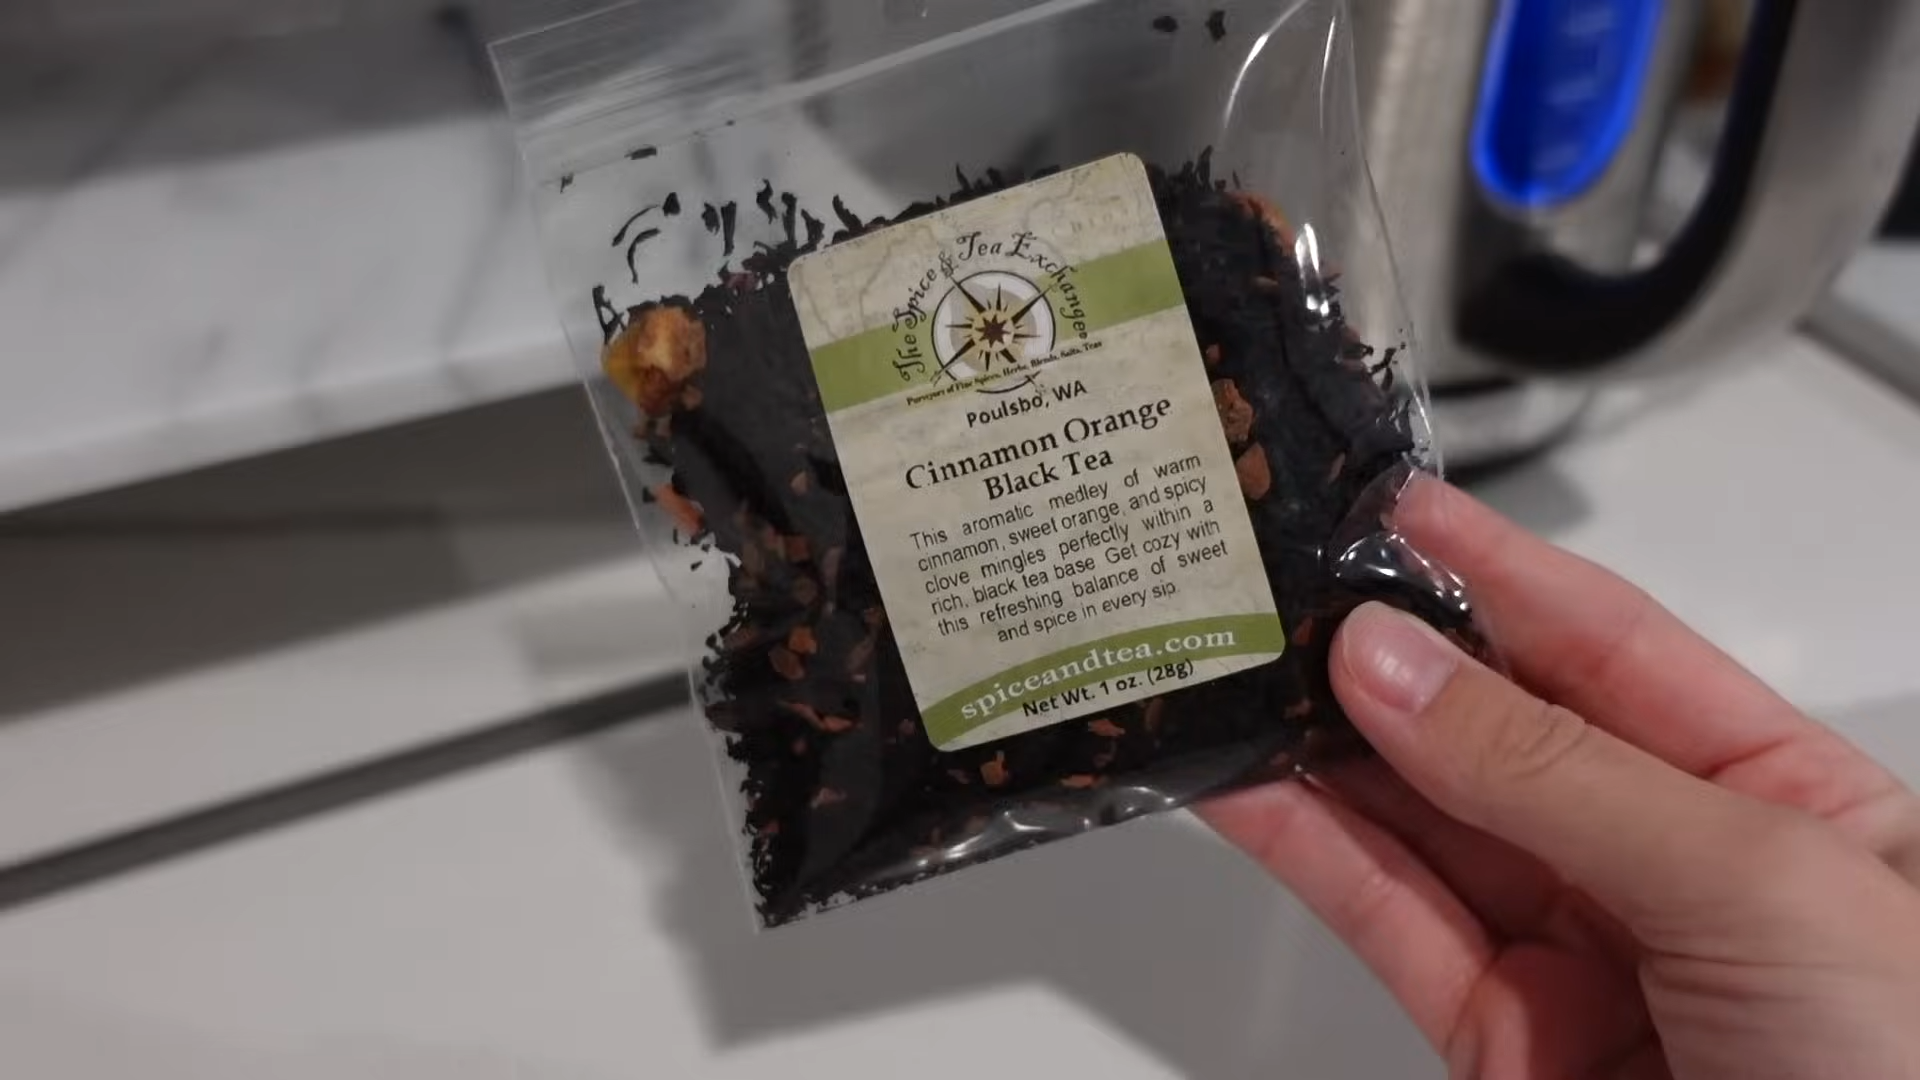 The Spice & Tea Exchange®
Purveyors of Fine Spices, Herbs, Blends, Salts, Teas
Poulsbo, WA
Cinnamon Orange
Black Tea
This aromatic medley of warm
cinnamon, sweet orange, and spicy
clove mingles perfectly within a
rich, black tea base. Get cozy with
this refreshing balance of sweet
and spice in every sip.
spiceandtea.com
Net Wt. 1 oz. (28g)